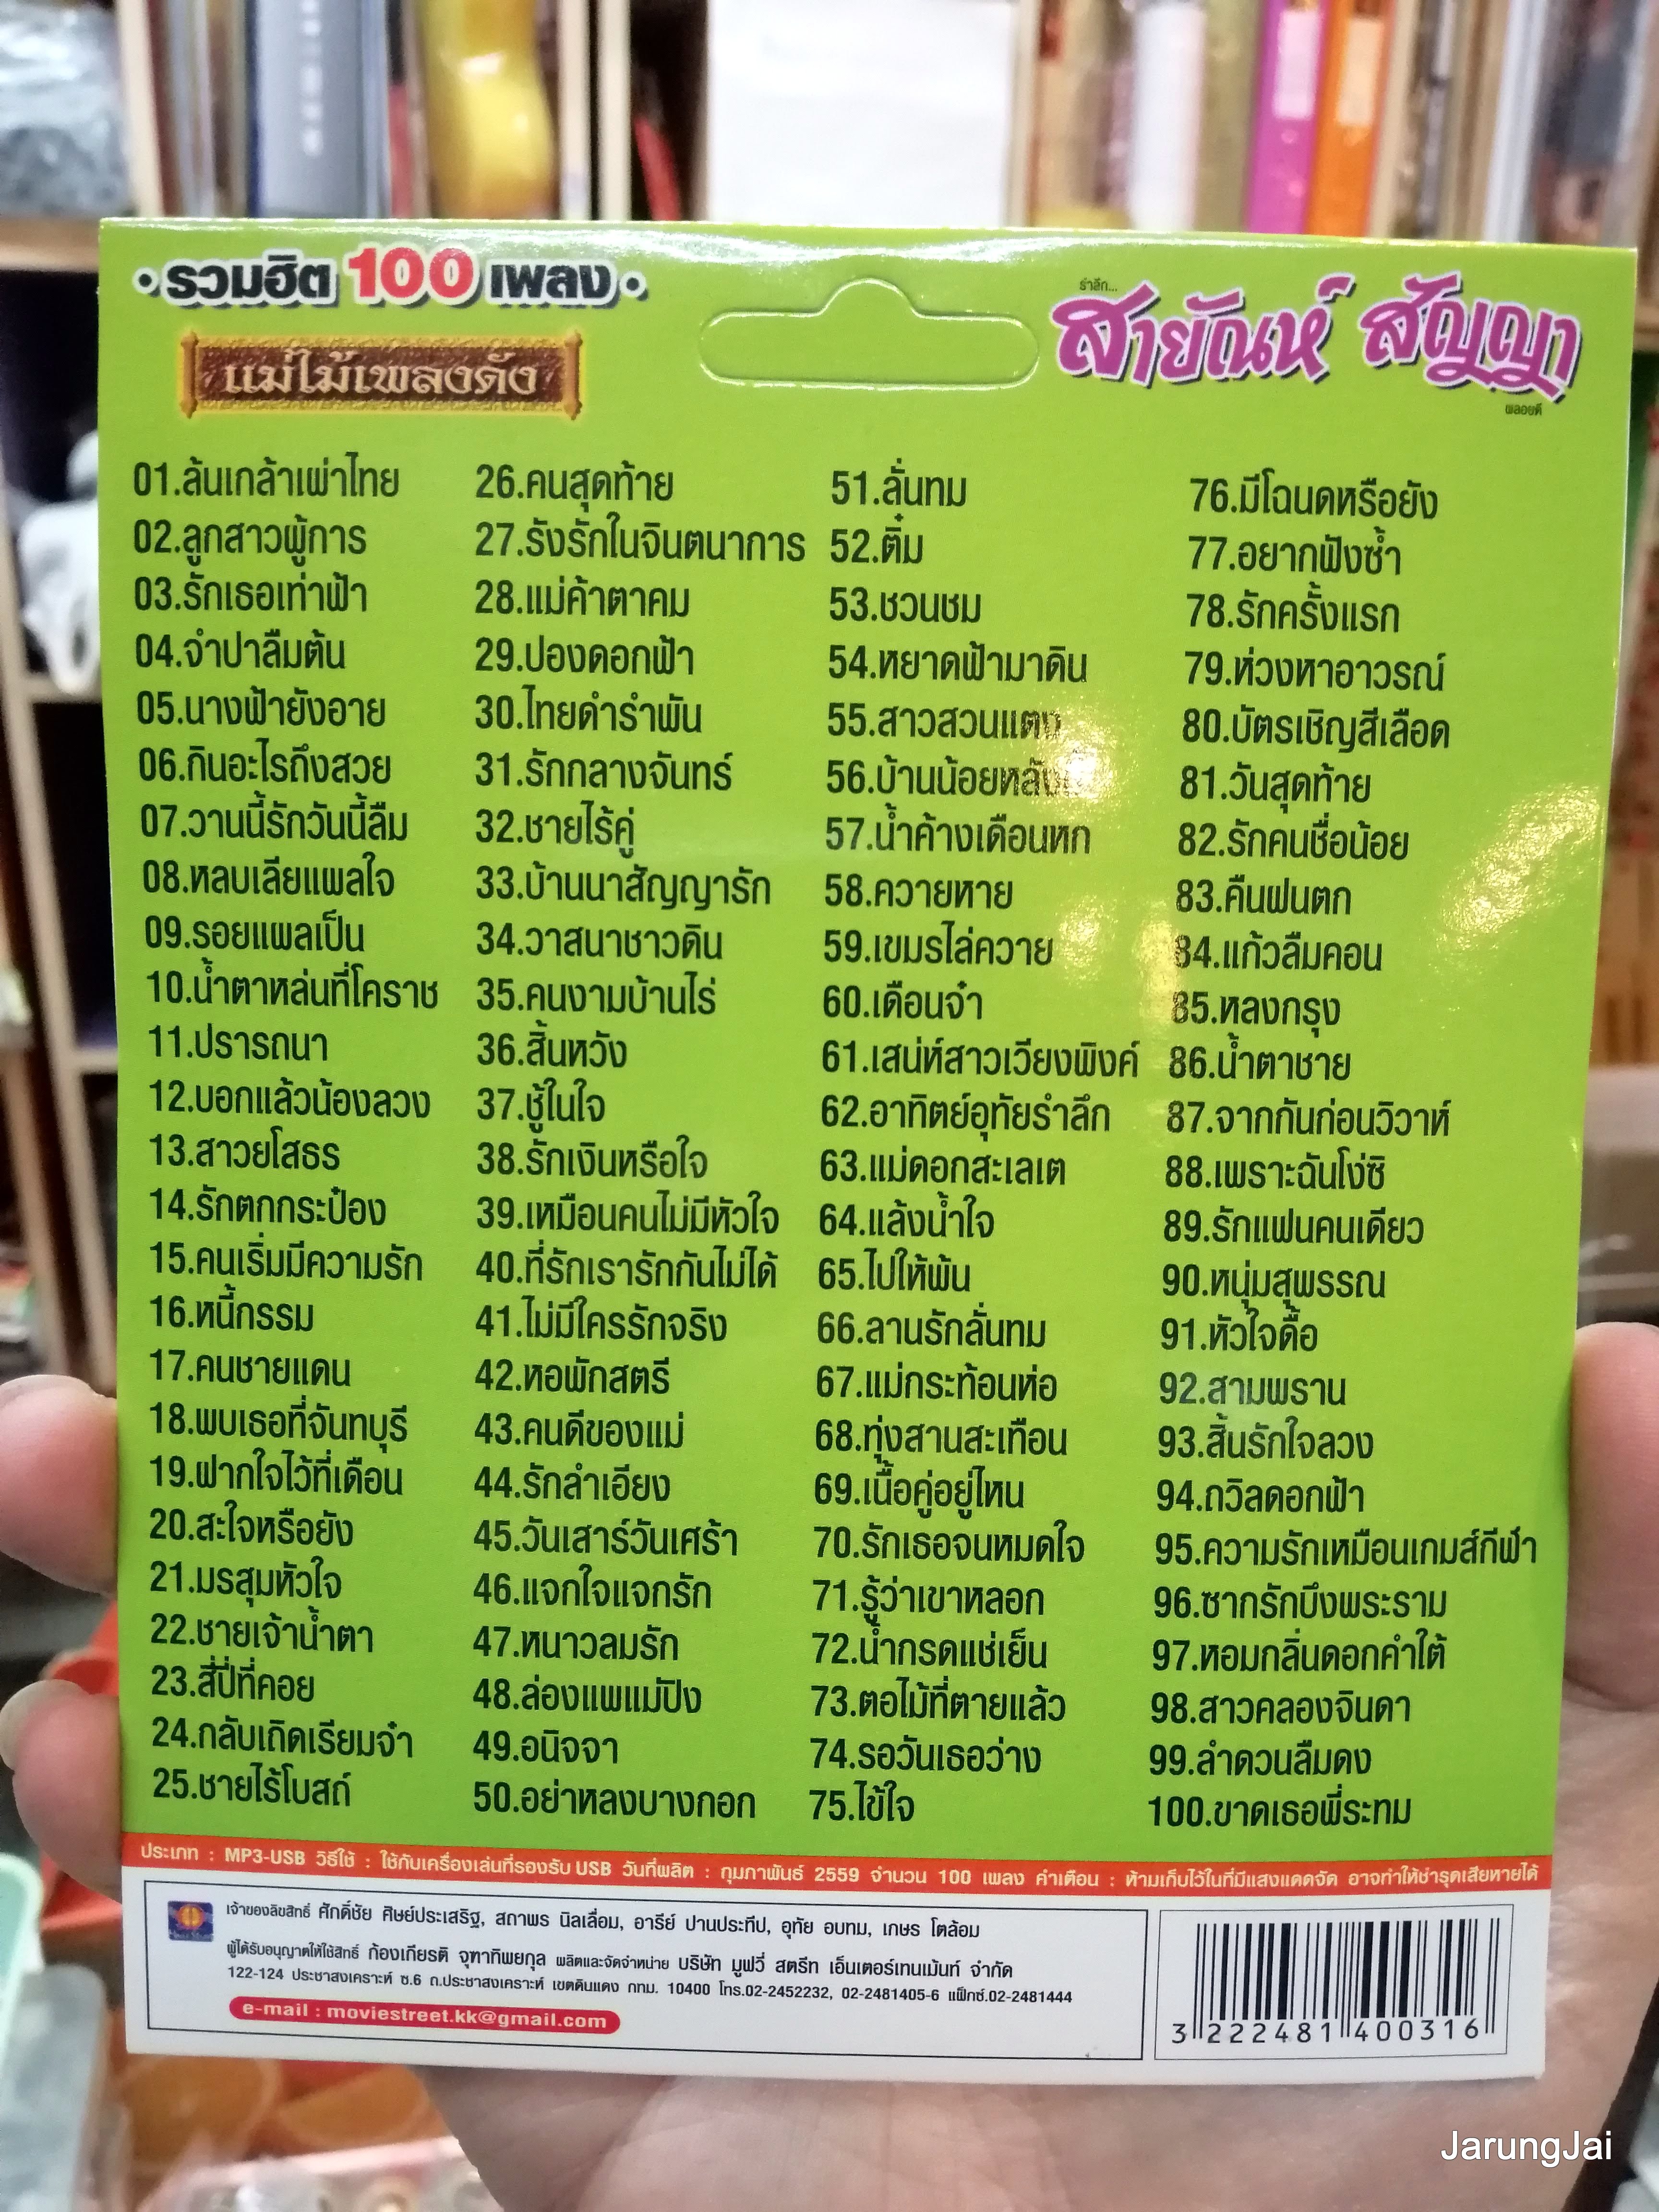 • รวมฮิต 100 เพลง •
แม่ไม้เพลงดัง
รำลึก...
สายัณห์ สัญญา
พลอยดี
01.ล้นเกล้าเผ่าไทย
02.ลูกสาวผู้การ
03.รักเธอเท่าฟ้า
04.จำปาลืมต้น
05.นางฟ้ายังอาย
06.กินอะไรถึงสวย
07.วานนี้รักวันนี้ลืม
08.หลบเลียแผลใจ
09.รอยแผลเป็น
10.น้ำตาหล่นที่โคราช
11.ปรารถนา
12.บอกแล้วน้องลวง
13.สาวยโสธร
14.รักตกกระป๋อง
15.คนเริ่มมีความรัก
16.หนี้กรรม
17.คนชายแดน
18.พบเธอที่จันทบุรี
19.ฝากใจไว้ที่เดือน
20.สะใจหรือยัง
21.มรสุมหัวใจ
22.ชายเจ้าน้ำตา
23.สี่ปี่ที่คอย
24.กลับเถิดเรียมจ๋า
25.ชายไร้โบสถ์
26.คนสุดท้าย
27.รังรักในจินตนาการ
28.แม่ค้าตาคม
29.ปองดอกฟ้า
30.ไทยดำรำพัน
31.รักกลางจันทร์
32.ชายไร้คู่
33.บ้านนาสัญญารัก
34.วาสนาชาวดิน
35.คนงามบ้านไร่
36.สิ้นหวัง
37.ชู้ในใจ
38.รักเงินหรือใจ
39.เหมือนคนไม่มีหัวใจ
40.ที่รักเรารักกันไม่ได้
41.ไม่มีใครรักจริง
42.หอพักสตรี
43.คนดีของแม่
44.รักลำเอียง
45.วันเสาร์วันเศร้า
46.แจกใจแจกรัก
47.หนาวลมรัก
48.ล่องแพแม่ปิง
49.อนิจจา
50.อย่าหลงบางกอก
51.ลั่นทม
52.ติ๋ม
53.ชวนชม
54.หยาดฟ้ามาดิน
55.สาวสวนแตง
56.บ้านน้อยหลัง
57.น้ำค้างเดือนหก
58.ควายหาย
59.เขมรไล่ควาย
60.เดือนจ๋า
61.เสน่ห์สาวเวียงพิงค์
62.อาทิตย์อุทัยรำลึก
63.แม่ดอกสะเลเต
64.แล้งน้ำใจ
65.ไปให้พ้น
66.ลานรักลั่นทม
67.แม่กระท้อนห่อ
68.ทุ่งสานสะเทือน
69.เนื้อคู่อยู่ไหน
70.รักเธอจนหมดใจ
71.รู้ว่าเขาหลอก
72.น้ำกรดแช่เย็น
73.ตอไม้ที่ตายแล้ว
74.รอวันเธอว่าง
75.ไข้ใจ
76.มีโฉนดหรือยัง
77.อยากฟังซ้ำ
78.รักครั้งแรก
79.ห่วงหาอาวรณ์
80.บัตรเชิญสีเลือด
81.วันสุดท้าย
82.รักคนชื่อน้อย
83.คืนฝนตก
84.แก้วลืมคอน
85.หลงกรุง
86.น้ำตาชาย
87.จากกันก่อนวิวาห์
88.เพราะฉันโง่ซิ
89.รักแฟนคนเดียว
90.หนุ่มสุพรรณ
91.หัวใจดื้อ
92.สามพราน
93.สิ้นรักใจลวง
94.ถวิลดอกฟ้า
95.ความรักเหมือนเกมส์กีฬา
96.ซากรักบึงพระราม
97.หอมกลิ่นดอกคำใต้
98.สาวคลองจินดา
99.ลำดวนลืมดง
100.ขาดเธอพี่ระทม
ประเภท : MP3-USB วิธีใช้ : ใช้กับเครื่องเล่นที่รองรับ USB วันที่ผลิต : กุมภาพันธ์ 2559 จำนวน 100 เพลง คำเตือน : ห้ามเก็บไว้ในที่มีแสงแดดจัด อาจทำให้ชำรุดเสียหายได้
เจ้าของลิขสิทธิ์ ศักดิ์ชัย ศิษย์ประเสริฐ, สถาพร นิลเลื่อม, อารีย์ ปานประทีป, อุทัย อบทม, เกษร โตล้อม
ผู้ได้รับอนุญาตให้ใช้สิทธิ์ ก้องเกียรติ จุฑาทิพยกุล ผลิตและจัดจำหน่าย บริษัท มูฟวี่ สตรีท เอ็นเตอร์เทนเม้นท์ จำกัด
122-124 ประชาสงเคราะห์ ซ.6 ถ.ประชาสงเคราะห์ เขตดินแดง กทม. 10400 โทร.02-2452232, 02-2481405-6 แฟ็กซ์.02-2481444
e-mail : moviestreet.kk@gmail.com
3 222481 400316
JarungJai